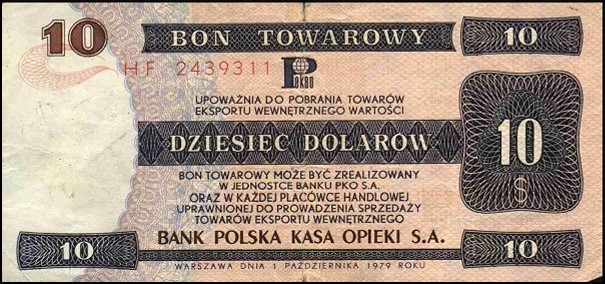 10 BON TOWAROWY 10
HF 2439311 P PKO
UPOWAŻNIA DO POBRANIA TOWARÓW
EKSPORTU WEWNĘTRZNEGO WARTOŚCI
DZIESIEC DOLARÓW 10
$
BON TOWAROWY MOŻE BYĆ ZREALIZOWANY
W JEDNOSTCE BANKU PKO S.A.
ORAZ W KAŻDEJ PLACÓWCE HANDLOWEJ
UPRAWNIONEJ DO PROWADZENIA SPRZEDAŻY
TOWARÓW EKSPORTU WEWNĘTRZNEGO
10 BANK POLSKA KASA OPIEKI S.A. 10
WARSZAWA DNIA 1 PAŹDZIERNIKA 1979 ROKU